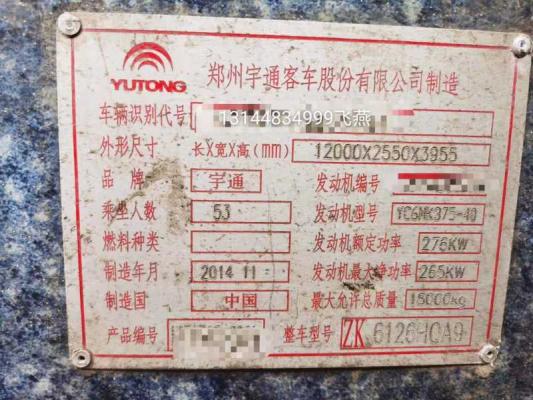 YUTONG 郑州宇通客车股份有限公司制造
车辆识别代号
13144834999飞燕
外形尺寸 长X宽X高(mm) 12000X2550X3955
品牌 宇通 发动机编号
乘坐人数 53 发动机型号 YC6MK375-40
燃料种类 发动机额定功率 276KW
制造年月 2014 11 发动机最大净功率 265KW
制造国 中国 最大允许总质量 18000kg
产品编号 整车型号 ZK 6126HQA9